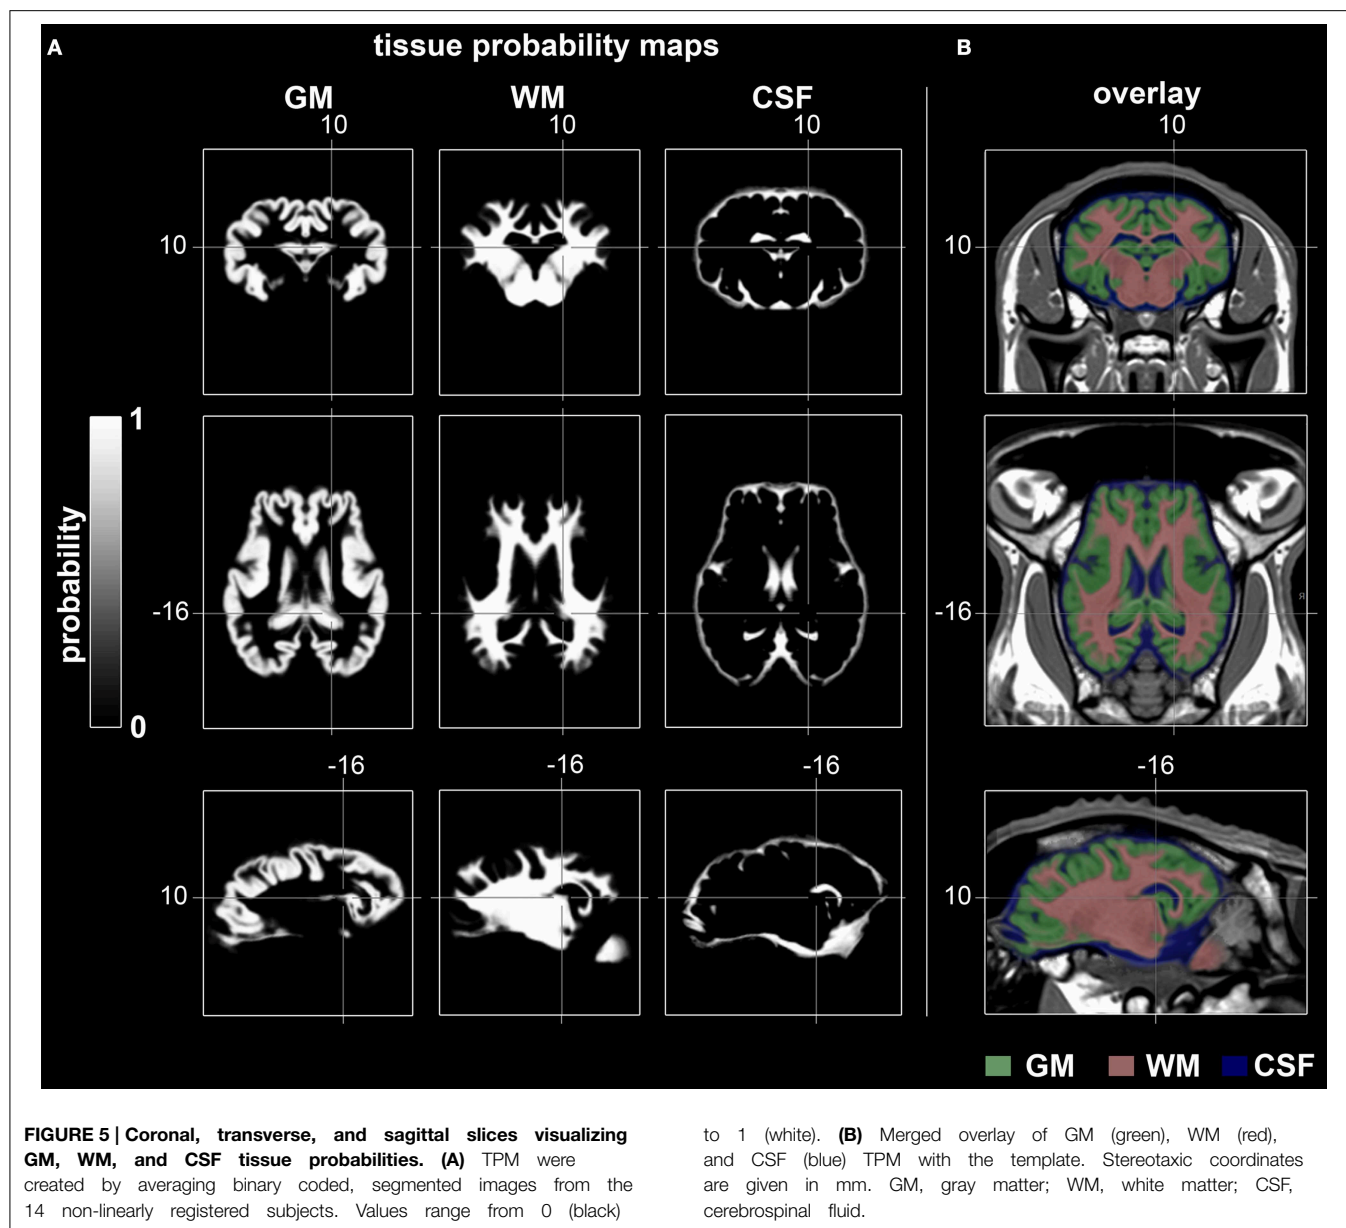 A
tissue probability maps
B
GM
WM
CSF
overlay
10
10
10
10
10
10
1
probability
0
-16
-16
-16
-16
-16
-16
10
10
GM
WM
CSF
FIGURE 5 | Coronal, transverse, and sagittal slices visualizing
GM, WM, and CSF tissue probabilities. (A) TPM were
created by averaging binary coded, segmented images from the
14 non-linearly registered subjects. Values range from 0 (black)
to 1 (white). (B) Merged overlay of GM (green), WM (red),
and CSF (blue) TPM with the template. Stereotaxic coordinates
are given in mm. GM, gray matter; WM, white matter; CSF,
cerebrospinal fluid.